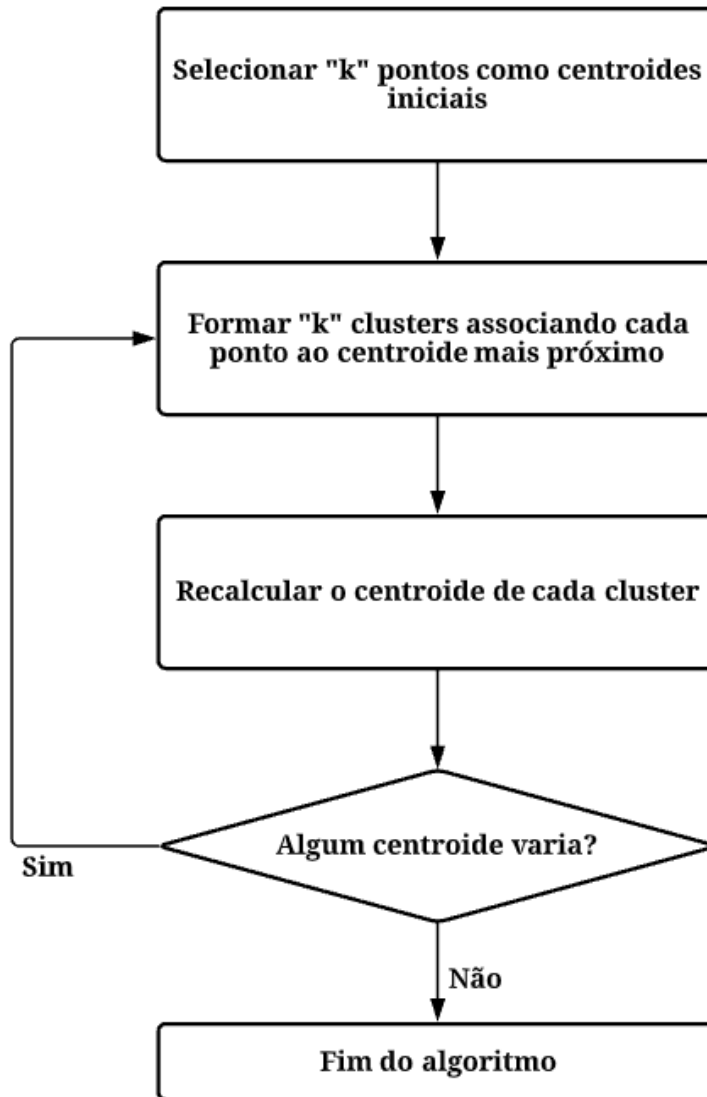 Selecionar "k" pontos como centroides
iniciais
Formar "k" clusters associando cada
ponto ao centroide mais próximo
Recalcular o centroide de cada cluster
Algum centroide varia?
Sim
Não
Fim do algoritmo